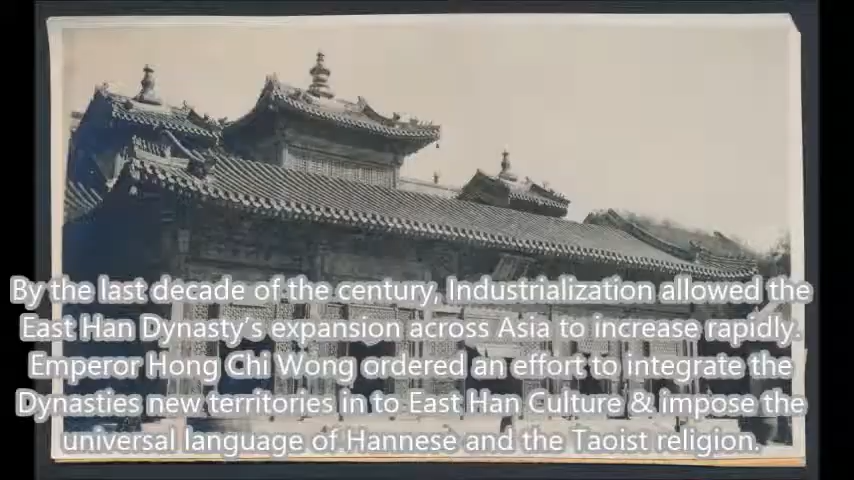 By the last decade of the century, Industrialization allowed the
East Han Dynasty's expansion across Asia to increase rapidly.
Emperor Hong Chi Wong ordered an effort to integrate the
Dynasties new territories in to East Han Culture & impose the
universal language of Hannese and the Taoist religion.